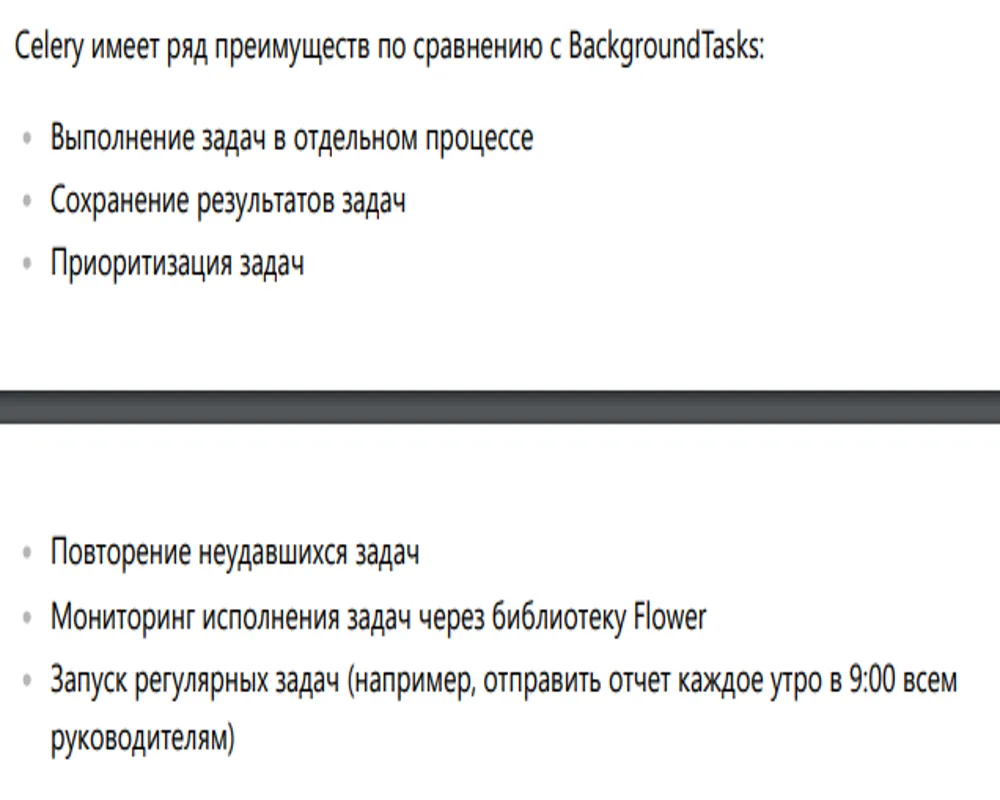 Celery имеет ряд преимуществ по сравнению с BackgroundTasks:
• Выполнение задач в отдельном процессе
• Сохранение результатов задач
• Приоритизация задач
• Повторение неудавшихся задач
• Мониторинг исполнения задач через библиотеку Flower
• Запуск регулярных задач (например, отправить отчет каждое утро в 9:00 всем
руководителям)